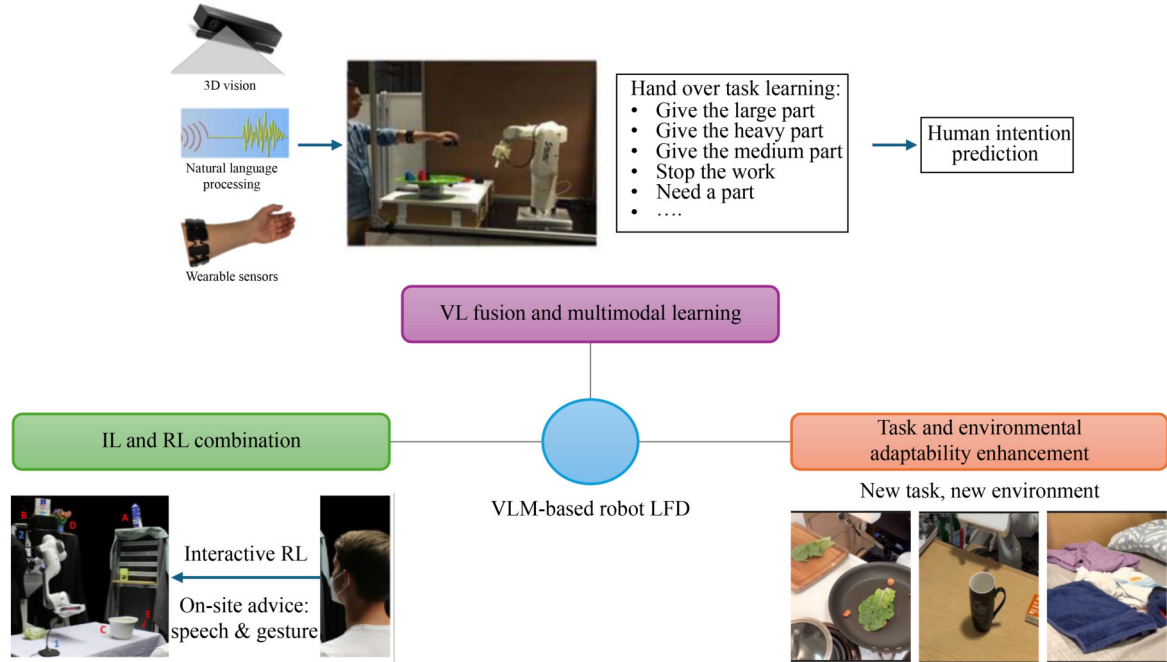 3D vision
Natural language
processing
Wearable sensors
Hand over task learning:
• Give the large part
• Give the heavy part
• Give the medium part
• Stop the work
• Need a part
• ....
Human intention
prediction
VL fusion and multimodal learning
IL and RL combination
Task and environmental
adaptability enhancement
VLM-based robot LFD
New task, new environment
Interactive RL
On-site advice:
speech & gesture
B
D
A
2
C
E
1